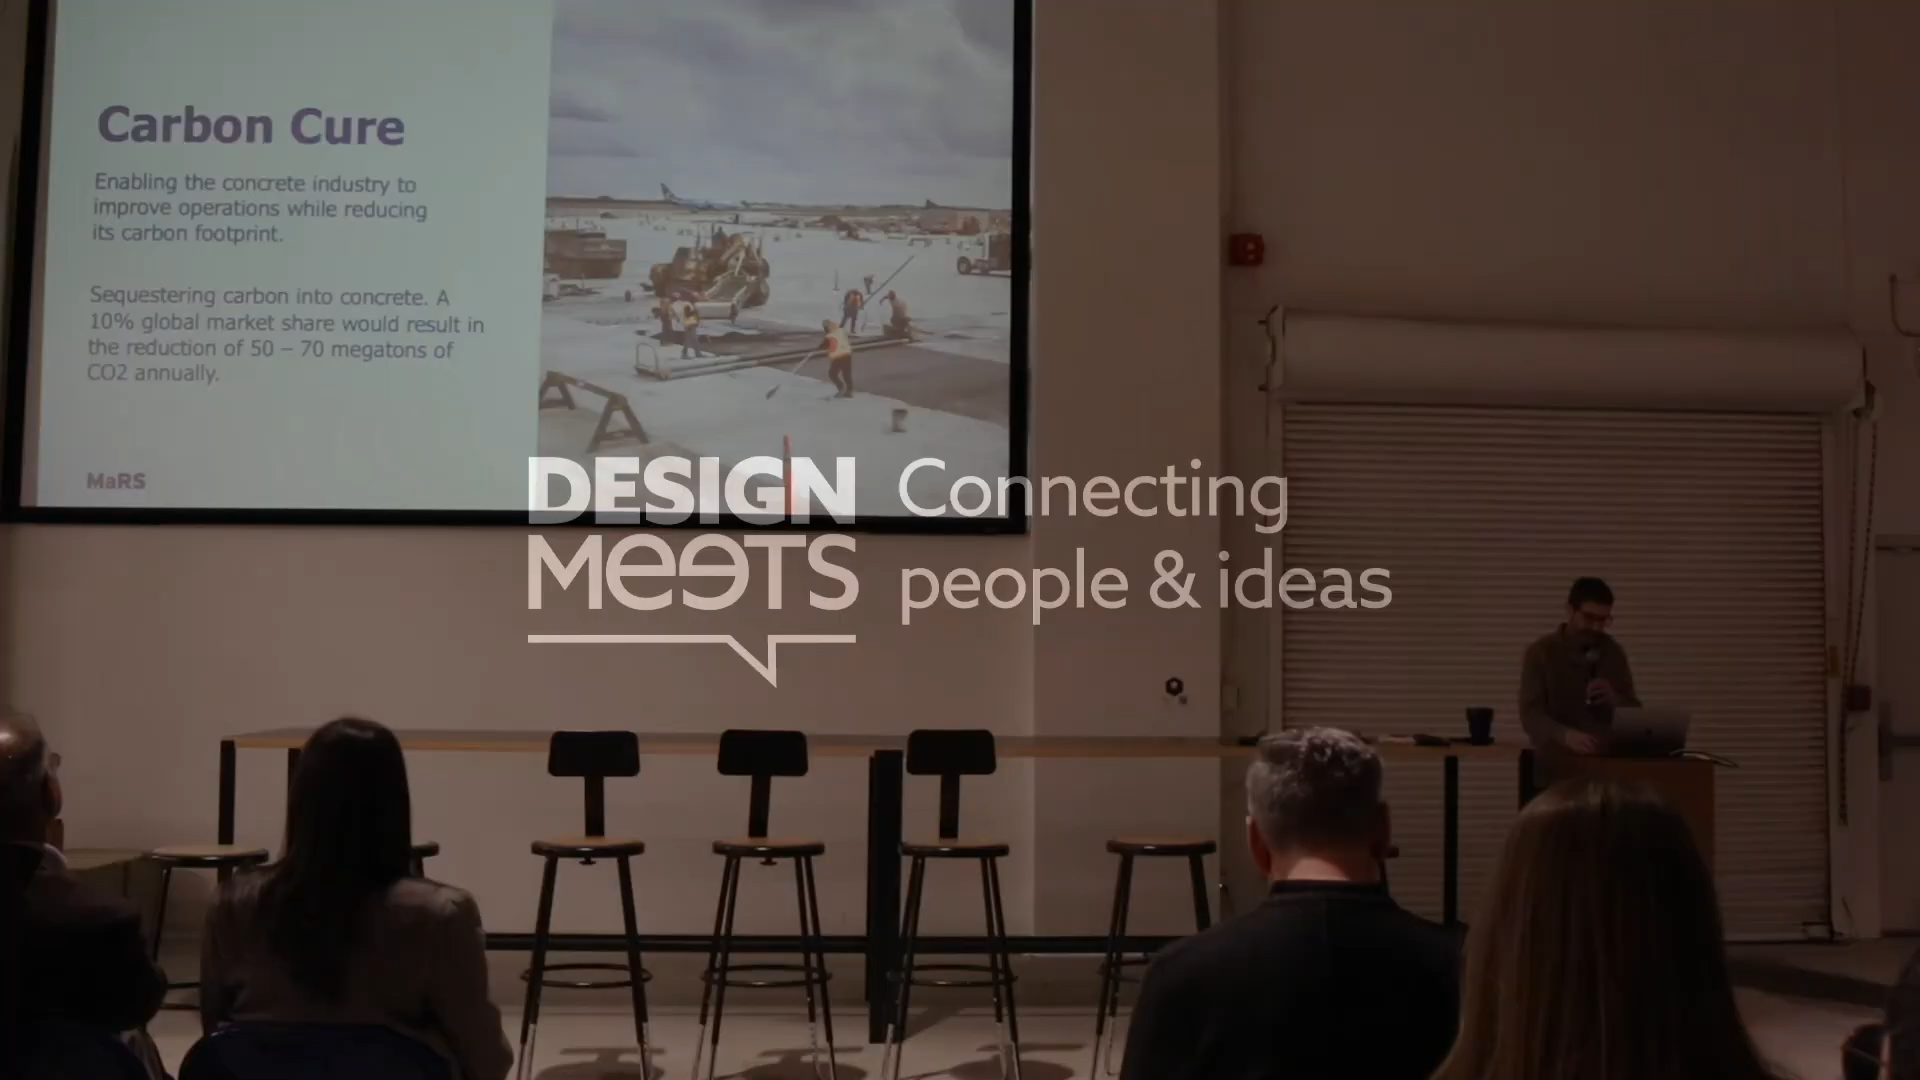 Carbon Cure
Enabling the concrete industry to
improve operations while reducing
its carbon footprint.
Sequestering carbon into concrete. A
10% global market share would result in
the reduction of 50 – 70 megatons of
CO2 annually.
MaRS
DESIGN
MEETS
Connecting
people & ideas